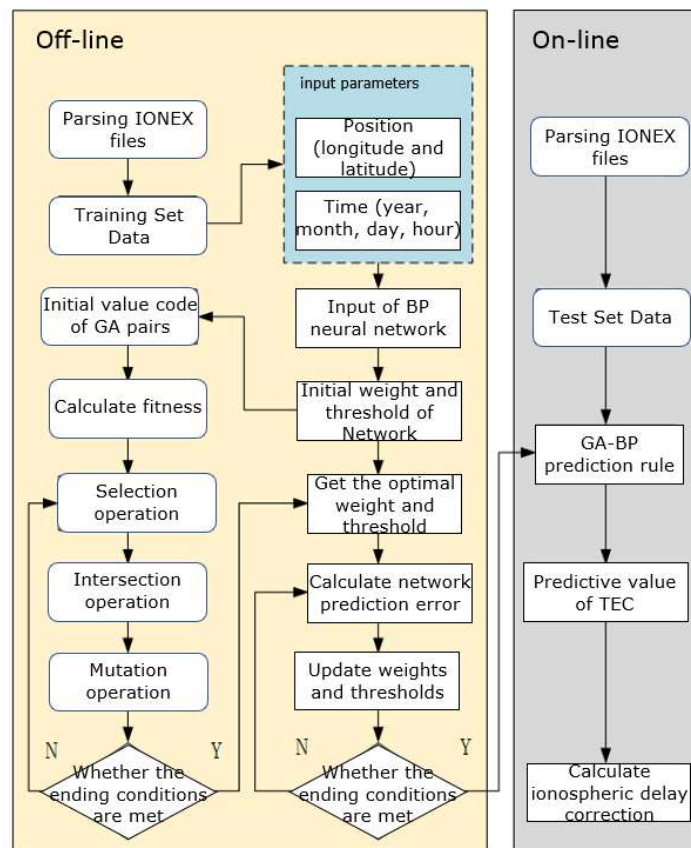 Off-line
Parsing IONEX
files
Training Set
Data
input parameters
Position
(longitude and
latitude)
Time (year,
month, day, hour)
Initial value code
of GA pairs
Input of BP
neural network
Calculate fitness
Initial weight and
threshold of
Network
Selection
operation
Get the optimal
weight and
threshold
Intersection
operation
Calculate network
prediction error
Mutation
operation
Update weights
and thresholds
N
Y
Whether the
ending conditions
are met
N
Y
Whether the
ending conditions
are met
On-line
Parsing IONEX
files
Test Set Data
GA-BP
prediction rule
Predictive value
of TEC
Calculate
ionospheric delay
correction